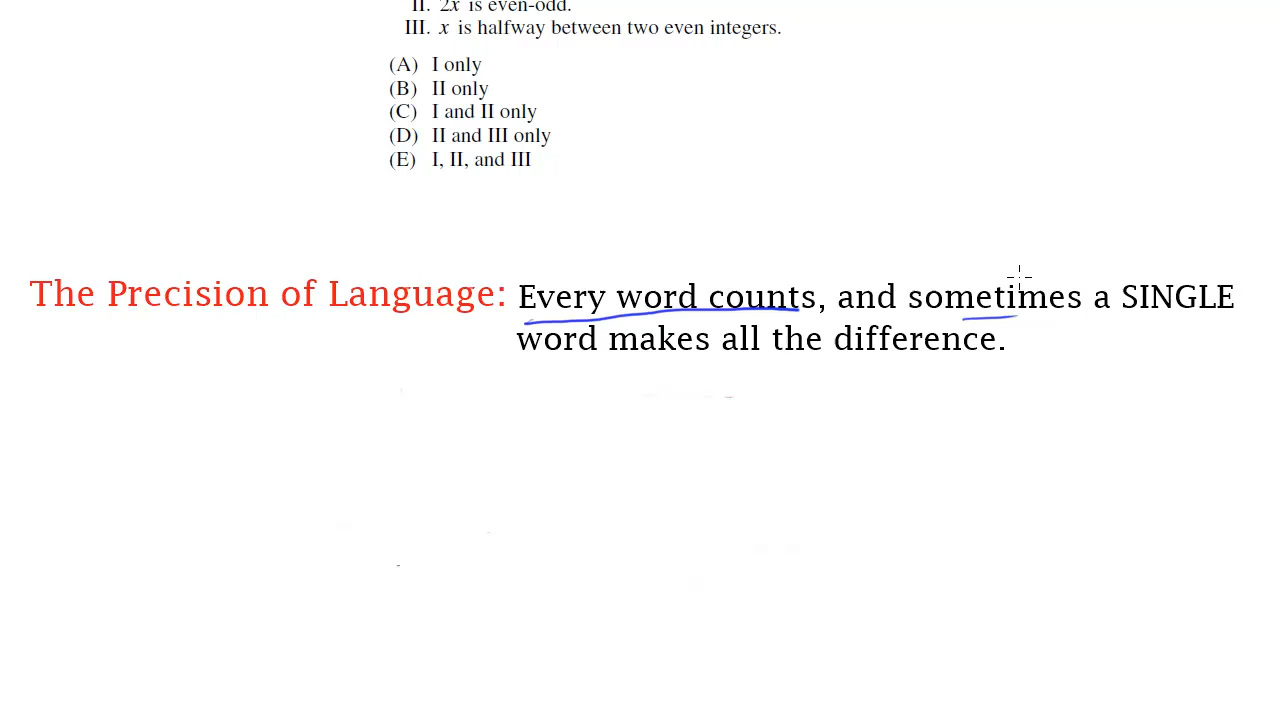 II. 2x is even-odd.
III. x is halfway between two even integers.
(A) I only
(B) II only
(C) I and II only
(D) II and III only
(E) I, II, and III
The Precision of Language: Every word counts, and sometimes a SINGLE
word makes all the difference.